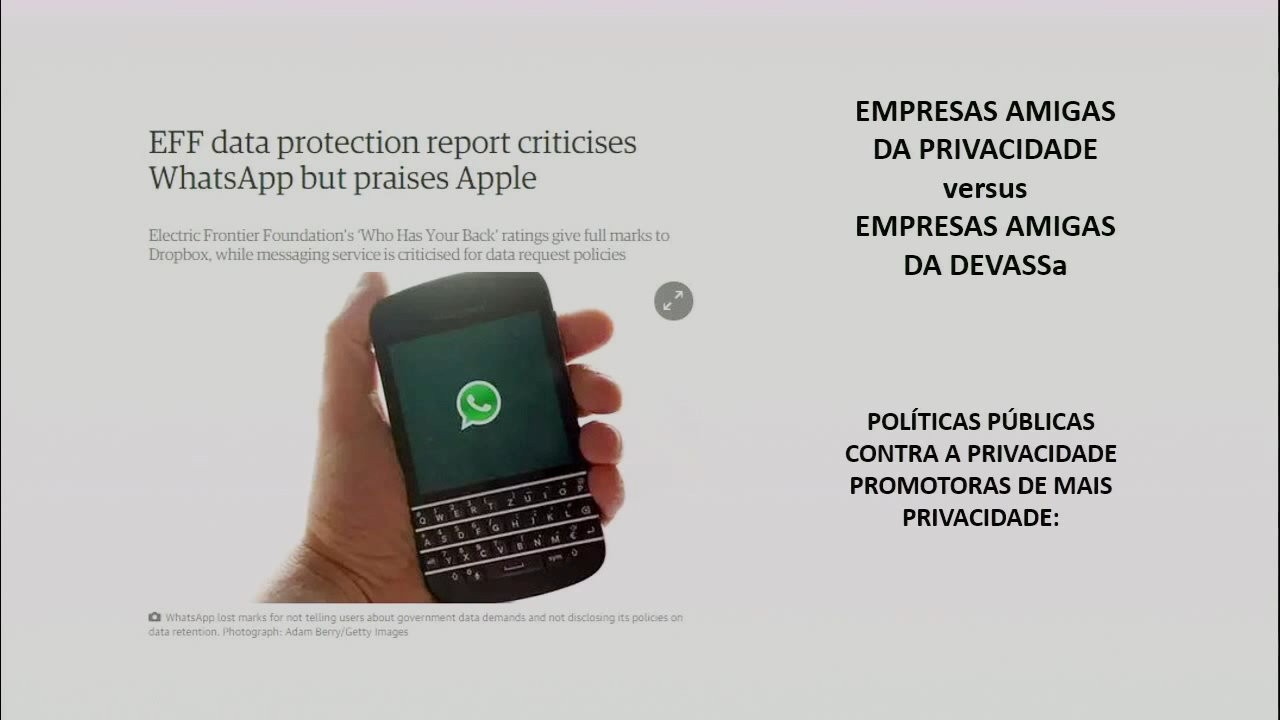 EFF data protection report criticises
WhatsApp but praises Apple
Electric Frontier Foundation's 'Who Has Your Back' ratings give full marks to
Dropbox, while messaging service is criticised for data request policies
WhatsApp lost marks for not telling users about government data demands and not disclosing its policies on
data retention. Photograph: Adam Berry/Getty Images
EMPRESAS AMIGAS
DA PRIVACIDADE
versus
EMPRESAS AMIGAS
DA DEVASSa
POLÍTICAS PÚBLICAS
CONTRA A PRIVACIDADE
PROMOTORAS DE MAIS
PRIVACIDADE: